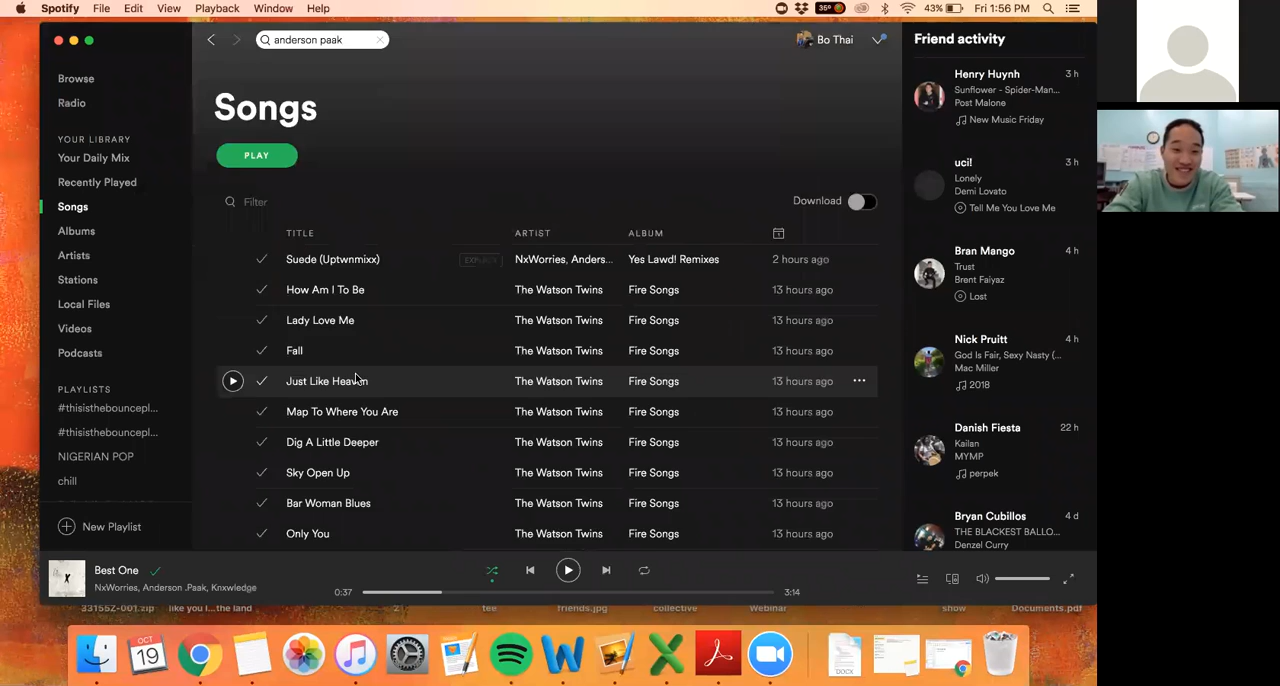 Spotify File Edit View Playback Window Help
35° 43% Fri 1:56 PM
anderson paak
Bo Thai
Browse
Radio
YOUR LIBRARY
Your Daily Mix
Recently Played
Songs
Albums
Artists
Stations
Local Files
Videos
Podcasts
PLAYLISTS
#thisisthebouncepl...
#thisisthebouncepl...
NIGERIAN POP
chill
New Playlist
Songs
PLAY
Filter
Download
TITLE ARTIST ALBUM
Suede (Uptwnmixx) NxWorries, Anders... Yes Lawd! Remixes 2 hours ago
How Am I To Be The Watson Twins Fire Songs 13 hours ago
Lady Love Me The Watson Twins Fire Songs 13 hours ago
Fall The Watson Twins Fire Songs 13 hours ago
Just Like Heaven The Watson Twins Fire Songs 13 hours ago
Map To Where You Are The Watson Twins Fire Songs 13 hours ago
Dig A Little Deeper The Watson Twins Fire Songs 13 hours ago
Sky Open Up The Watson Twins Fire Songs 13 hours ago
Bar Woman Blues The Watson Twins Fire Songs 13 hours ago
Only You The Watson Twins Fire Songs 13 hours ago
Friend activity
Henry Huynh 3 h
Sunflower - Spider-Man...
Post Malone
New Music Friday
uci! 3 h
Lonely
Demi Lovato
Tell Me You Love Me
Bran Mango 4 h
Trust
Brent Faiyaz
Lost
Nick Pruitt 4 h
God Is Fair, Sexy Nasty (...
Mac Miller
2018
Danish Fiesta 22 h
Kailan
MYMP
perpek
Bryan Cubillos 4 d
THE BLACKEST BALLO...
Denzel Curry
Best One
NxWorries, Anderson .Paak, Knxwledge
0:37 3:14
33155Z-001.zip like you l...the land tee friends.jpg collective Webinar show Documents.pdf
OCT
19
DOCX